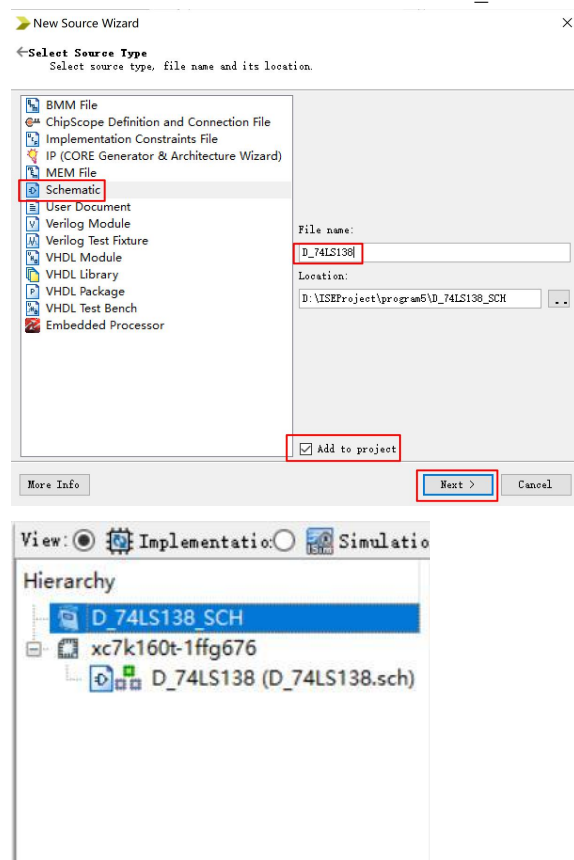 New Source Wizard
Select Source Type
Select source type, file name and its location.
BMM File
ChipScope Definition and Connection File
Implementation Constraints File
IP (CORE Generator & Architecture Wizard)
MEM File
Schematic
User Document
Verilog Module
Verilog Test Fixture
VHDL Module
VHDL Library
VHDL Package
VHDL Test Bench
Embedded Processor
File name:
D_74LS138
Location:
D:\ISEProject\program5\D_74LS138_SCH
..
Add to project
More Info
Next >
Cancel
View: Implementatio: Simulatio
Hierarchy
D_74LS138_SCH
xc7k160t-1ffg676
D_74LS138 (D_74LS138.sch)